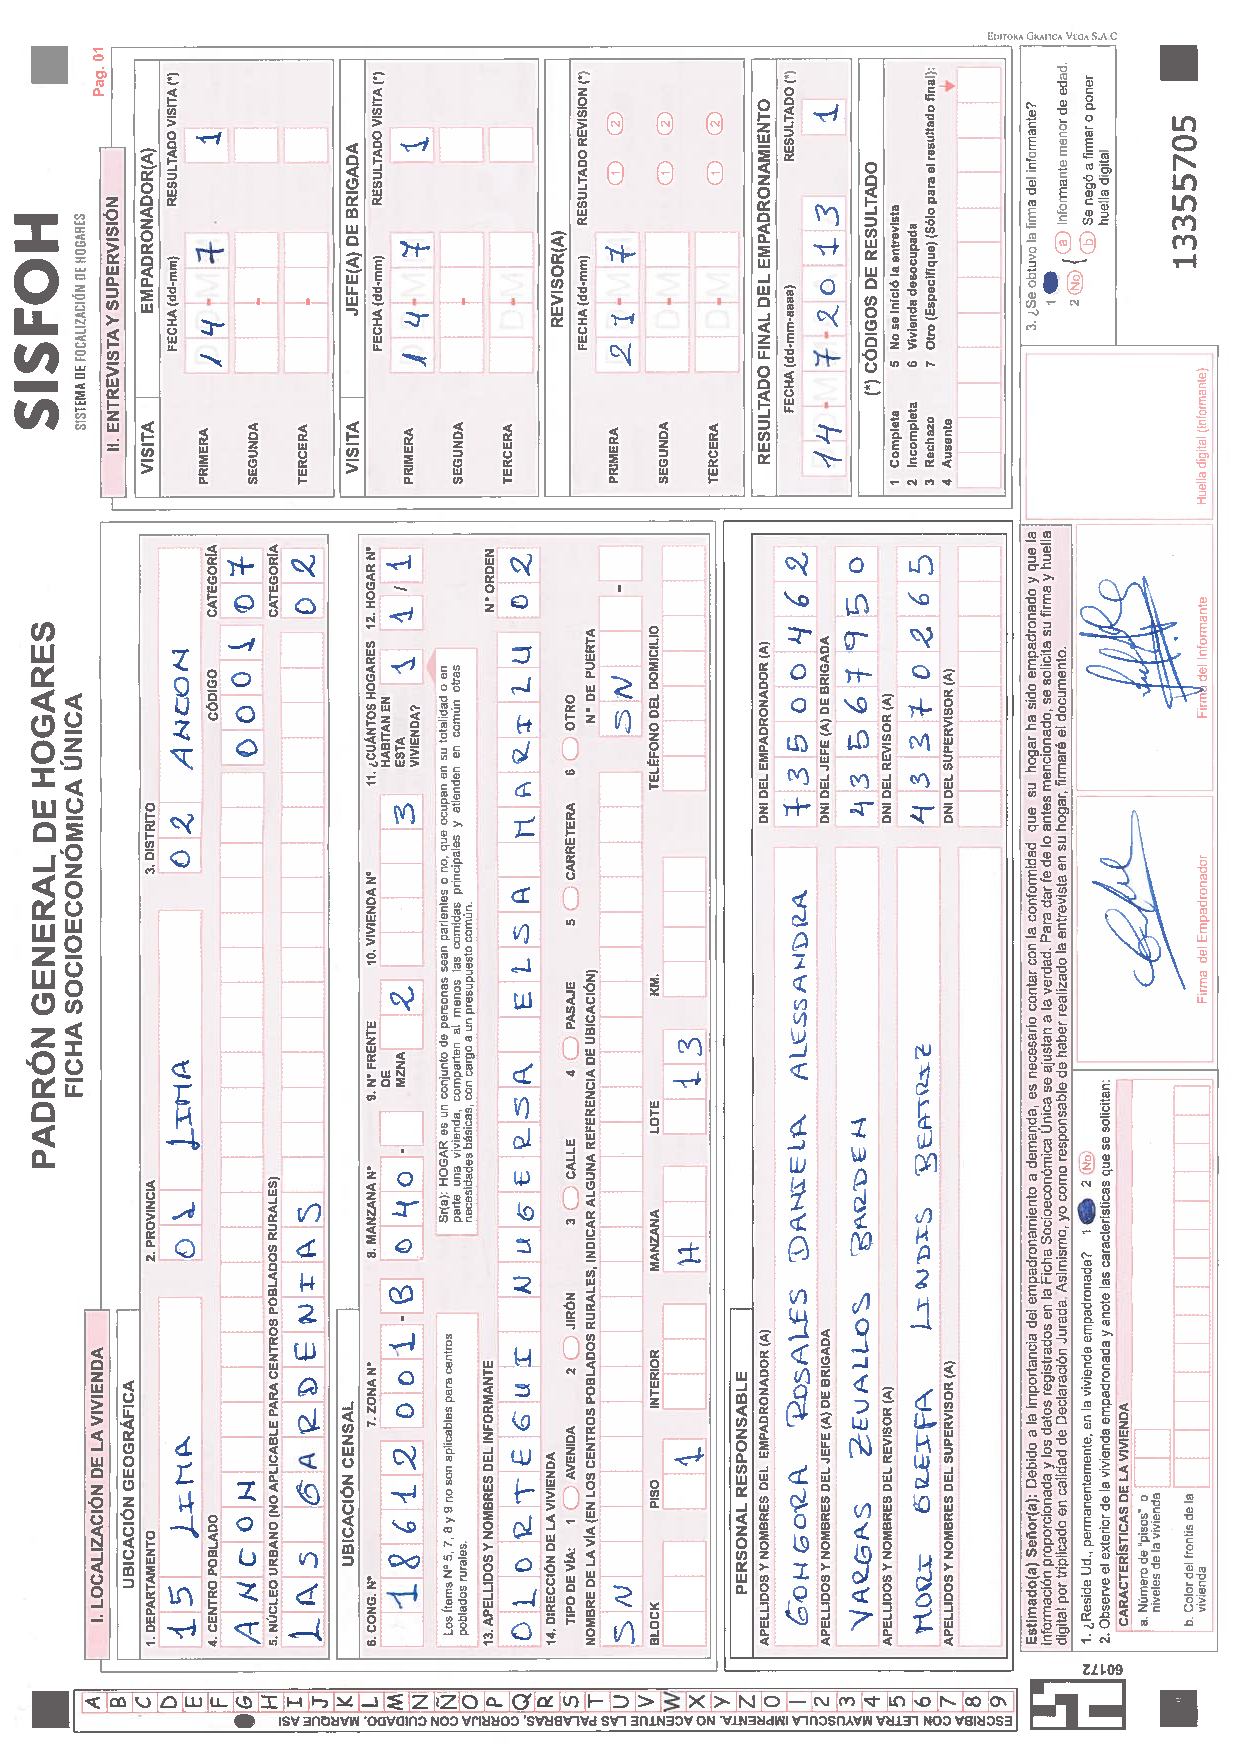 PADRÓN GENERAL DE HOGARES
FICHA SOCIOECONÓMICA ÚNICA
SISFOH
SISTEMA DE FOCALIZACIÓN DE HOGARES
Pag. 01
I. LOCALIZACIÓN DE LA VIVIENDA
UBICACIÓN GEOGRÁFICA
1. DEPARTAMENTO 2. PROVINCIA 3. DISTRITO
15 LIMA 01 LIMA 02 ANCON
4. CENTRO POBLADO CÓDIGO CATEGORÍA
ANCON 0001 07
5. NÚCLEO URBANO (NO APLICABLE PARA CENTROS POBLADOS RURALES) CATEGORÍA
LAS GARDENIAS 02
UBICACIÓN CENSAL
6. CONG. N° 7. ZONA N° 8. MANZANA N° 9. N° FRENTE DE MZNA 10. VIVIENDA N° 11. ¿CUÁNTOS HOGARES HABITAN EN ESTA VIVIENDA? 12. HOGAR N°
18612 001-B 040- 2 3 1 1/1
Los Ítems N° 5, 7, 8 y 9 no son aplicables para centros poblados rurales.
Sr(a): HOGAR es un conjunto de personas sean parientes o no, que ocupan en su totalidad o en
parte una vivienda, comparten al menos las comidas principales y atienden en común otras
necesidades básicas, con cargo a un presupuesto común.
13. APELLIDOS Y NOMBRES DEL INFORMANTE N° ORDEN
OLORTEGUI NUGERSA ELSA MARILU 02
14. DIRECCIÓN DE LA VIVIENDA
TIPO DE VÍA: 1 AVENIDA 2 JIRÓN 3 CALLE 4 PASAJE 5 CARRETERA 6 OTRO
NOMBRE DE LA VÍA (EN LOS CENTROS POBLADOS RURALES, INDICAR ALGUNA REFERENCIA DE UBICACIÓN) N° DE PUERTA
SN SN -
BLOCK PISO INTERIOR MANZANA LOTE KM. TELÉFONO DEL DOMICILIO
1 H 13
PERSONAL RESPONSABLE
APELLIDOS Y NOMBRES DEL EMPADRONADOR (A) DNI DEL EMPADRONADOR (A)
GONGORA ROSALES DANIELA ALESSANDRA 73500462
APELLIDOS Y NOMBRES DEL JEFE (A) DE BRIGADA DNI DEL JEFE (A) DE BRIGADA
VARGAS ZEVALLOS BARDEM 43567950
APELLIDOS Y NOMBRES DEL REVISOR (A) DNI DEL REVISOR (A)
MORI GREIFA LINDIS BEATRIZ 43370265
APELLIDOS Y NOMBRES DEL SUPERVISOR (A) DNI DEL SUPERVISOR (A)
II. ENTREVISTA Y SUPERVISIÓN
VISITA EMPADRONADOR(A)
FECHA (dd-mm) RESULTADO VISITA (*)
PRIMERA 14-7 1
SEGUNDA -
TERCERA -
VISITA JEFE(A) DE BRIGADA
FECHA (dd-mm) RESULTADO VISITA (*)
PRIMERA 14-7 1
SEGUNDA -
TERCERA -
REVISOR(A)
FECHA (dd-mm) RESULTADO REVISION (*)
PRIMERA 21-7 1 2
SEGUNDA - 1 2
TERCERA - 1 2
RESULTADO FINAL DEL EMPADRONAMIENTO
FECHA (dd-mm-aaaa) RESULTADO (*)
14-7-2013 1
(*) CÓDIGOS DE RESULTADO
1 Completa 5 No se inició la entrevista
2 Incompleta 6 Vivienda desocupada
3 Rechazo 7 Otro (Especifique) (Sólo para el resultado final):
4 Ausente
Estimado(a) Señor(a): Debido a la importancia del empadronamiento a demanda, es necesario contar con la conformidad que su hogar ha sido empadronado y que la
información proporcionada y los datos registrados en la Ficha Socioeconómica Única se ajustan a la verdad. Para dar fe de lo antes mencionado, se solicita su firma y huella
digital por triplicado en calidad de Declaración Jurada. Asimismo, yo como responsable de haber realizado la entrevista en su hogar, firmaré el documento.
1. ¿Reside Ud., permanentemente, en la vivienda empadronada? 1 2 No
2. Observe el exterior de la vivienda empadronada y anote las características que se solicitan:
CARACTERÍSTICAS DE LA VIVIENDA
a. Número de "pisos" o niveles de la vivienda
b Color del frontis de la vivienda
Firma del Empadronador
Firma del Informante
Huella digital (Informante)
3. ¿Se obtuvo la firma del informante?
1
2 No { a Informante menor de edad.
b Se negó a firmar o poner huella digital
13355705
EDITORA GRAFICA VEGA S.A.C
60172
ESCRIBA CON LETRA MAYUSCULA IMPRENTA. NO ACENTUE LAS PALABRAS, CORRIJA CON CUIDADO. MARQUE ASI
A B C D E F G H I J K L M N Ñ O P Q R S T U V W X Y Z 0 1 2 3 4 5 6 7 8 9